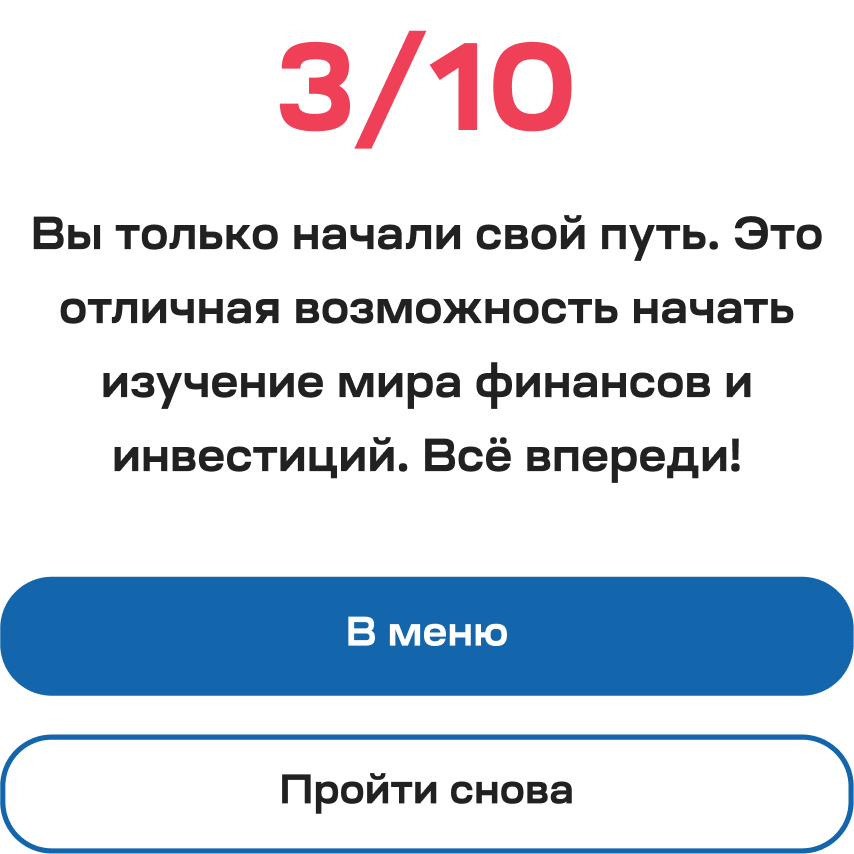 3/10
Вы только начали свой путь. Это
отличная возможность начать
изучение мира финансов и
инвестиций. Всё впереди!
В меню
Пройти снова